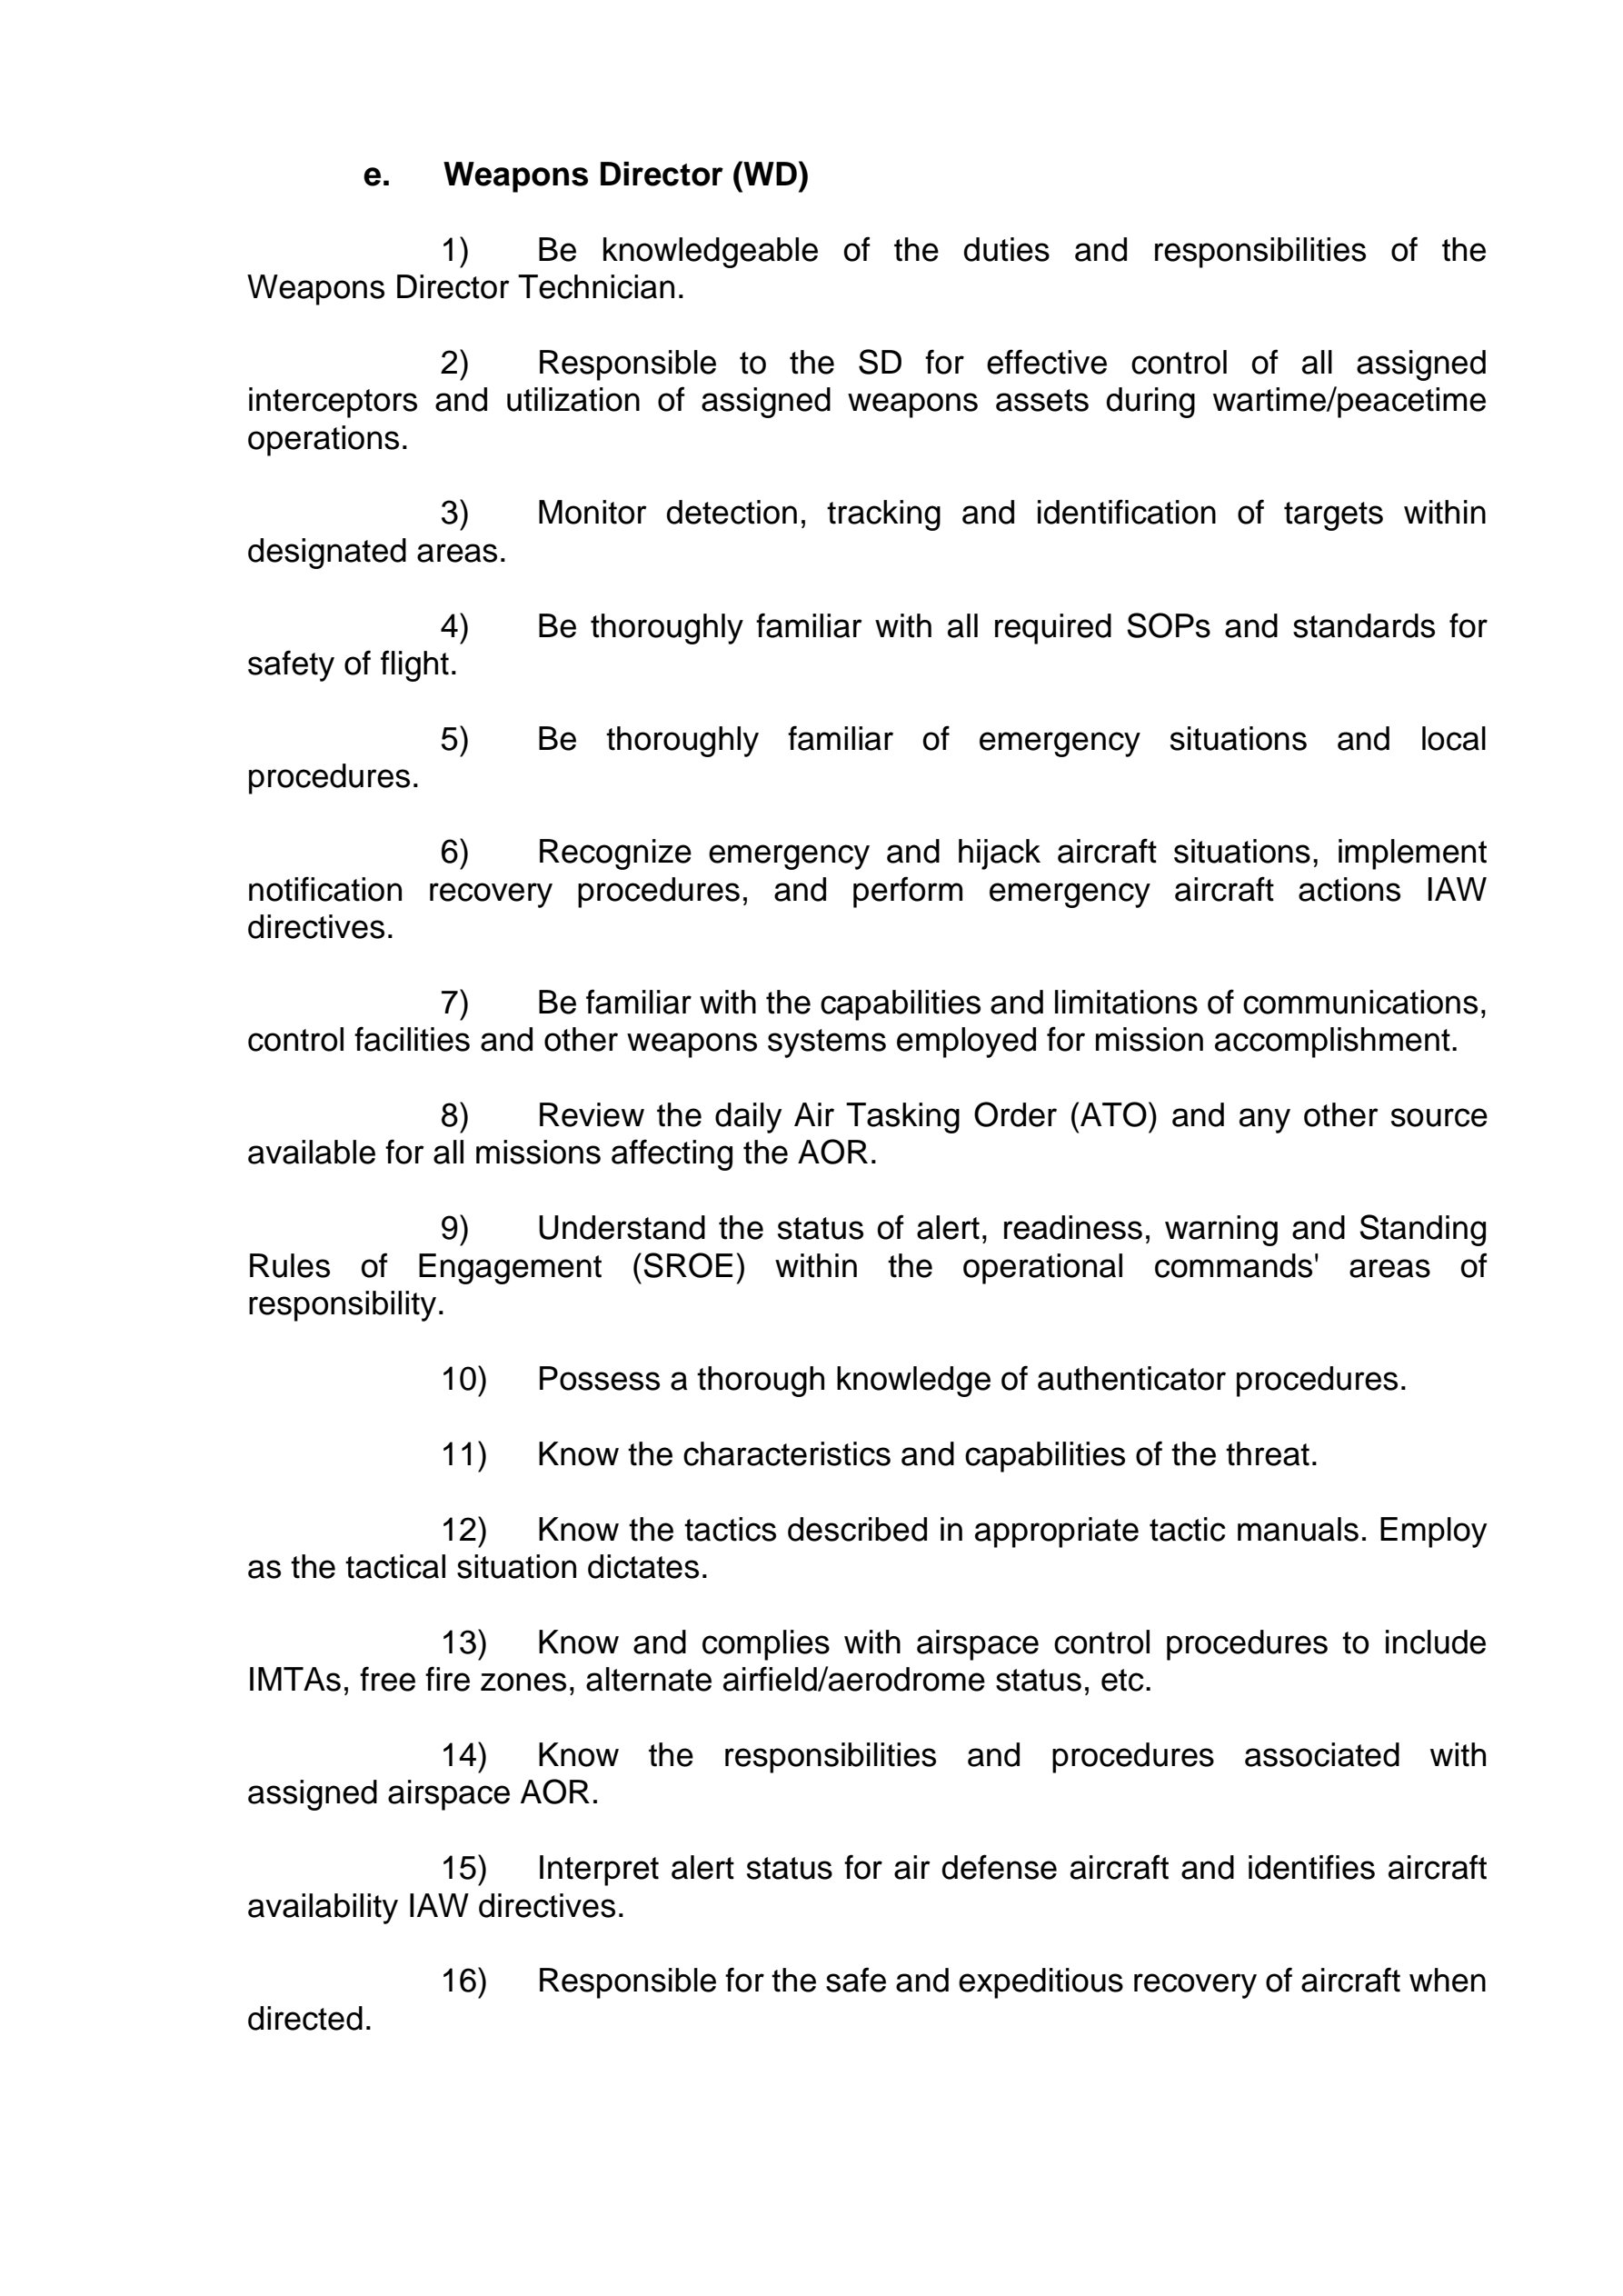 e. Weapons Director (WD)
1) Be knowledgeable of the duties and responsibilities of the
Weapons Director Technician.
2) Responsible to the SD for effective control of all assigned
interceptors and utilization of assigned weapons assets during wartime/peacetime
operations.
3) Monitor detection, tracking and identification of targets within
designated areas.
4) Be thoroughly familiar with all required SOPs and standards for
safety of flight.
5) Be thoroughly familiar of emergency situations and local
procedures.
6) Recognize emergency and hijack aircraft situations, implement
notification recovery procedures, and perform emergency aircraft actions IAW
directives.
7) Be familiar with the capabilities and limitations of communications,
control facilities and other weapons systems employed for mission accomplishment.
8) Review the daily Air Tasking Order (ATO) and any other source
available for all missions affecting the AOR.
9) Understand the status of alert, readiness, warning and Standing
Rules of Engagement (SROE) within the operational commands' areas of
responsibility.
10) Possess a thorough knowledge of authenticator procedures.
11) Know the characteristics and capabilities of the threat.
12) Know the tactics described in appropriate tactic manuals. Employ
as the tactical situation dictates.
13) Know and complies with airspace control procedures to include
IMTAs, free fire zones, alternate airfield/aerodrome status, etc.
14) Know the responsibilities and procedures associated with
assigned airspace AOR.
15) Interpret alert status for air defense aircraft and identifies aircraft
availability IAW directives.
16) Responsible for the safe and expeditious recovery of aircraft when
directed.